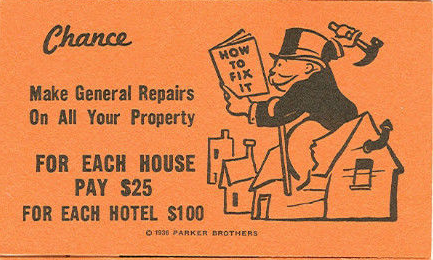 Chance
HOW
TO
FIX
IT
Make General Repairs
On All Your Property
FOR EACH HOUSE
PAY $25
FOR EACH HOTEL $100
© 1936 PARKER BROTHERS